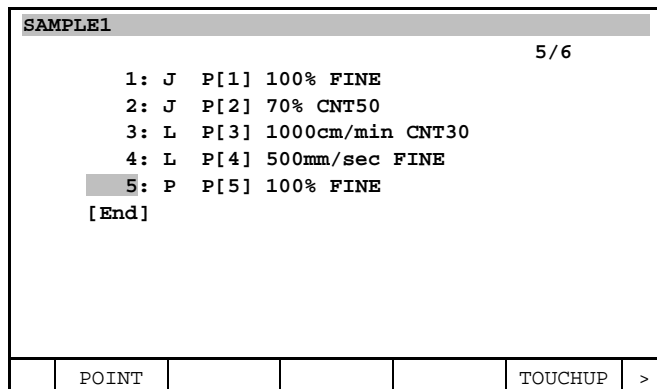 SAMPLE1
5/6
1: J P[1] 100% FINE
2: J P[2] 70% CNT50
3: L P[3] 1000cm/min CNT30
4: L P[4] 500mm/sec FINE
5: P P[5] 100% FINE
[End]
POINT TOUCHUP >